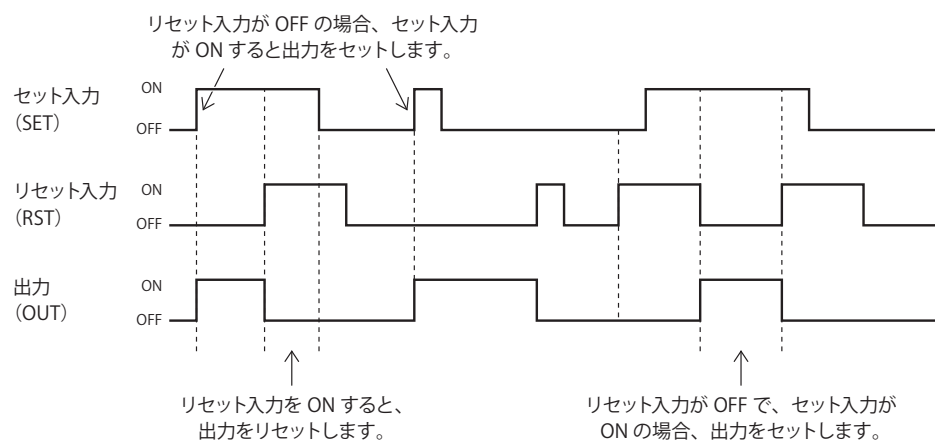 リセット入力が OFF の場合、セット入力
が ON すると出力をセットします。
セット入力
（SET）
ON
OFF
リセット入力
（RST）
ON
OFF
出力
（OUT）
ON
OFF
リセット入力を ON すると、
出力をリセットします。
リセット入力が OFF で、セット入力が
ON の場合、出力をセットします。